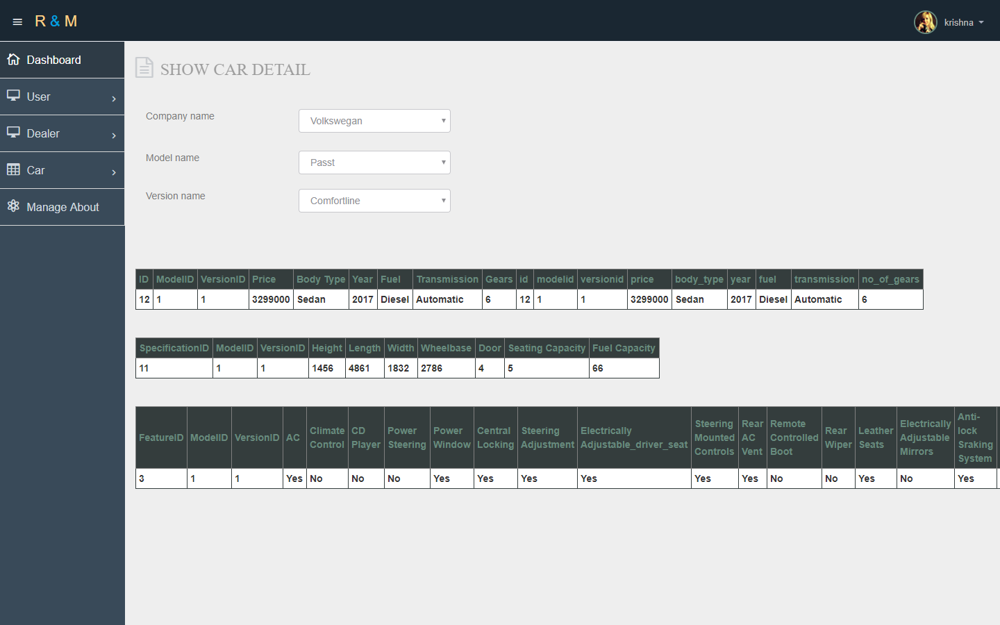 R & M
krishna
Dashboard
User
Dealer
Car
Manage About
SHOW CAR DETAIL
Company name
Volkswegan
Model name
Passt
Version name
Comfortline
ID ModelID VersionID Price Body Type Year Fuel Transmission Gears id modelid versionid price body_type year fuel transmission no_of_gears
12 1 1 3299000 Sedan 2017 Diesel Automatic 6 12 1 1 3299000 Sedan 2017 Diesel Automatic 6
SpecificationID ModelID VersionID Height Length Width Wheelbase Door Seating Capacity Fuel Capacity
11 1 1 1456 4861 1832 2786 4 5 66
FeatureID ModelID VersionID AC Climate Control CD Player Power Steering Power Window Central Locking Steering Adjustment Electrically Adjustable_driver_seat Steering Mounted Controls Rear AC Vent Remote Controlled Boot Rear Wiper Leather Seats Electrically Adjustable Mirrors Anti-lock Sraking System
3 1 1 Yes No No No Yes Yes Yes Yes Yes Yes No No Yes No Yes